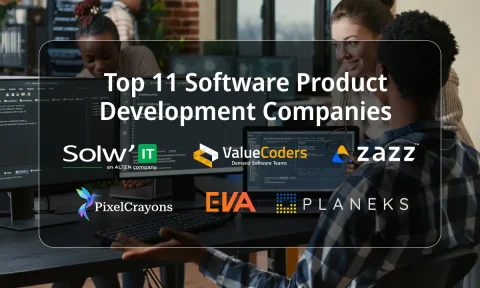 Top 11 Software Product
Development Companies
Solw'IT
an ALTEN company
ValueCoders
Demand Software Teams
zazz
PixelCrayons
EVA
PLANEKS